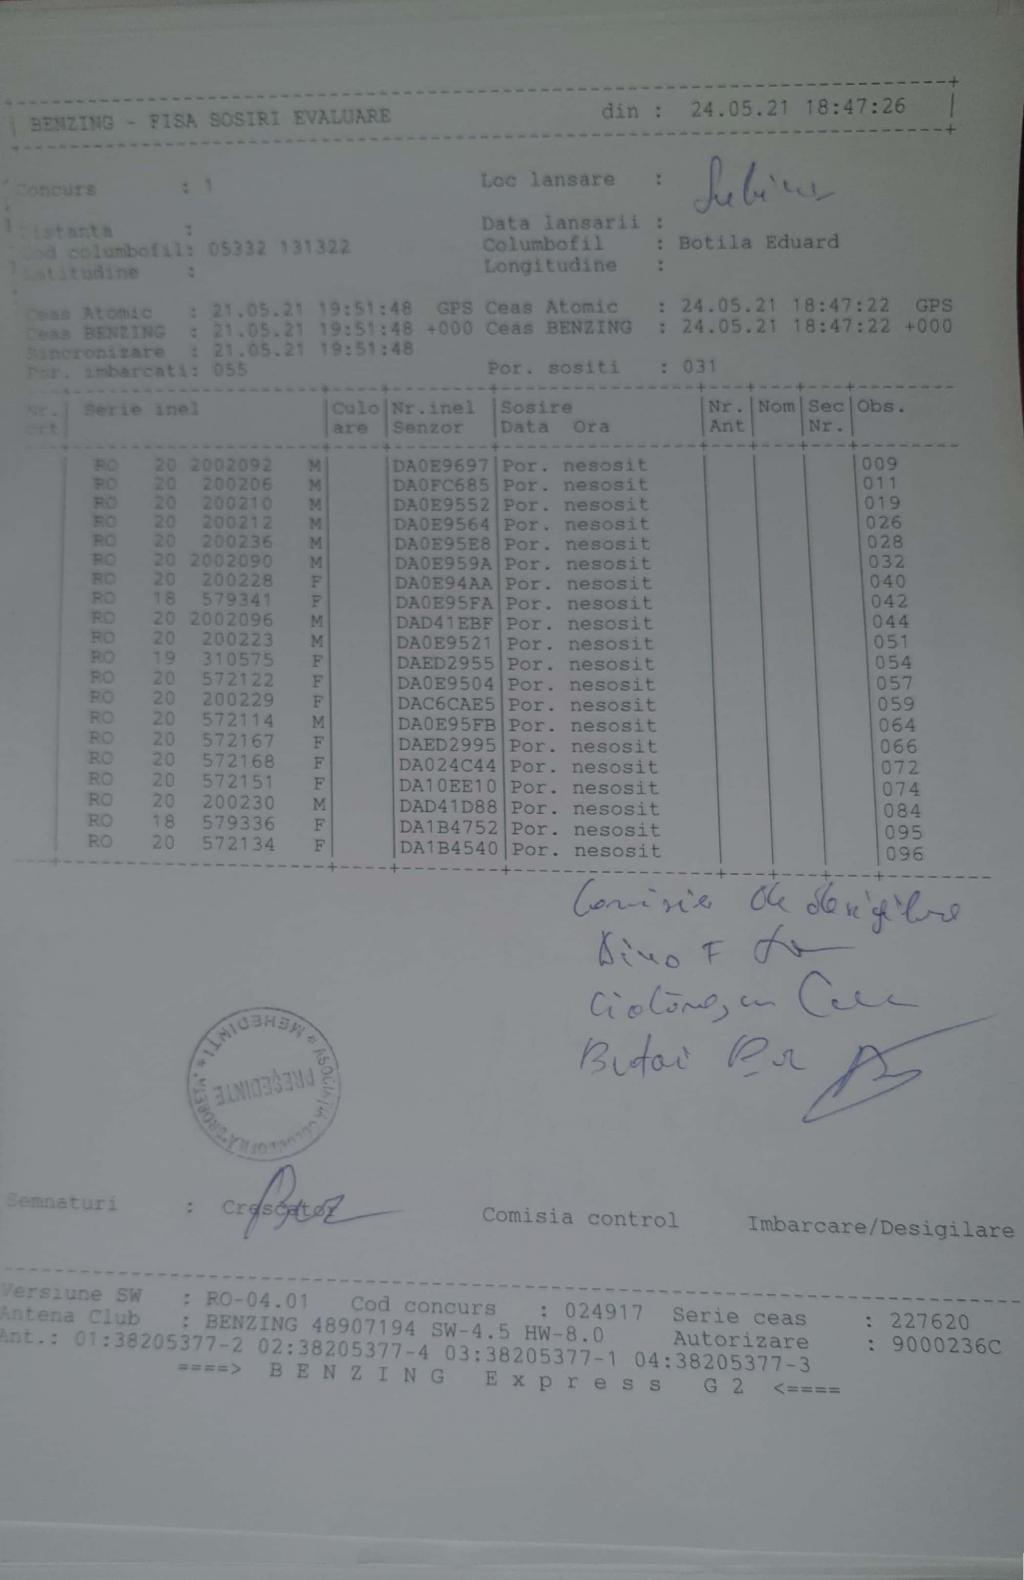 BENZING - FISA SOSIRI EVALUARE din : 24.05.21 18:47:26
Concurs : 1 Loc lansare :
Distanta : Data lansarii :
Cod columbofil: 05332 131322 Columbofil : Botila Eduard
Latitudine : Longitudine :
Ceas Atomic : 21.05.21 19:51:48 GPS Ceas Atomic : 24.05.21 18:47:22 GPS
Ceas BENZING : 21.05.21 19:51:48 +000 Ceas BENZING : 24.05.21 18:47:22 +000
Sincronizare : 21.05.21 19:51:48
Por. imbarcati: 055 Por. sositi : 031
Nr. Serie inel Culo Nr.inel Sosire Nr. Nom Sec Obs.
crt are Senzor Data Ora Ant Nr.
RO 20 2002092 M DA0E9697 Por. nesosit 009
RO 20 200206 M DA0FC685 Por. nesosit 011
RO 20 200210 M DA0E9552 Por. nesosit 019
RO 20 200212 M DA0E9564 Por. nesosit 026
RO 20 200236 M DA0E95E8 Por. nesosit 028
RO 20 2002090 M DA0E959A Por. nesosit 032
RO 20 200228 F DA0E94AA Por. nesosit 040
RO 18 579341 F DA0E95FA Por. nesosit 042
RO 20 2002096 M DAD41EBF Por. nesosit 044
RO 20 200223 M DA0E9521 Por. nesosit 051
RO 19 310575 F DAED2955 Por. nesosit 054
RO 20 572122 F DA0E9504 Por. nesosit 057
RO 20 200229 F DAC6CAE5 Por. nesosit 059
RO 20 572114 M DA0E95FB Por. nesosit 064
RO 20 572167 F DAED2995 Por. nesosit 066
RO 20 572168 F DA024C44 Por. nesosit 072
RO 20 572151 F DA10EE10 Por. nesosit 074
RO 20 200230 M DAD41D88 Por. nesosit 084
RO 18 579336 F DA1B4752 Por. nesosit 095
RO 20 572134 F DA1B4540 Por. nesosit 096
Comisie de desigilare
MEHEDINTI
PREŞEDINTE
Semnaturi : Crescator Comisia control Imbarcare/Desigilare
Versiune SW : RO-04.01 Cod concurs : 024917 Serie ceas : 227620
Antena Club : BENZING 48907194 SW-4.5 HW-8.0 Autorizare : 9000236C
Ant.: 01:38205377-2 02:38205377-4 03:38205377-1 04:38205377-3
====> B E N Z I N G E x p r e s s G 2 <====